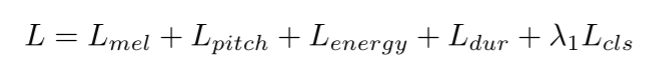 L = L_{mel} + L_{pitch} + L_{energy} + L_{dur} + λ_1 L_{cls}